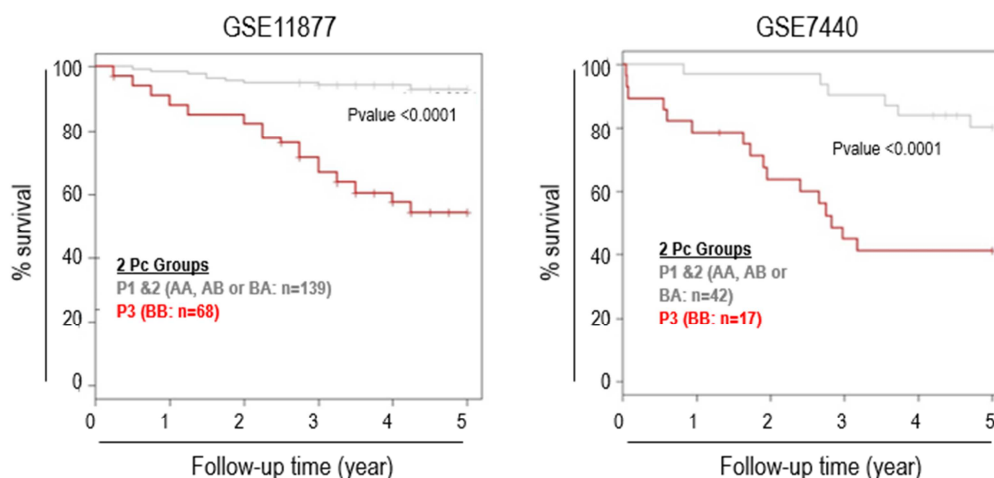 GSE11877
100
80
60
40
20
0
% survival
Pvalue <0.0001
2 Pc Groups
P1 &2 (AA, AB or BA: n=139)
P3 (BB: n=68)
0 1 2 3 4 5
Follow-up time (year)
GSE7440
100
80
60
40
20
0
% survival
Pvalue <0.0001
2 Pc Groups
P1 &2 (AA, AB or
BA: n=42)
P3 (BB: n=17)
0 1 2 3 4 5
Follow-up time (year)